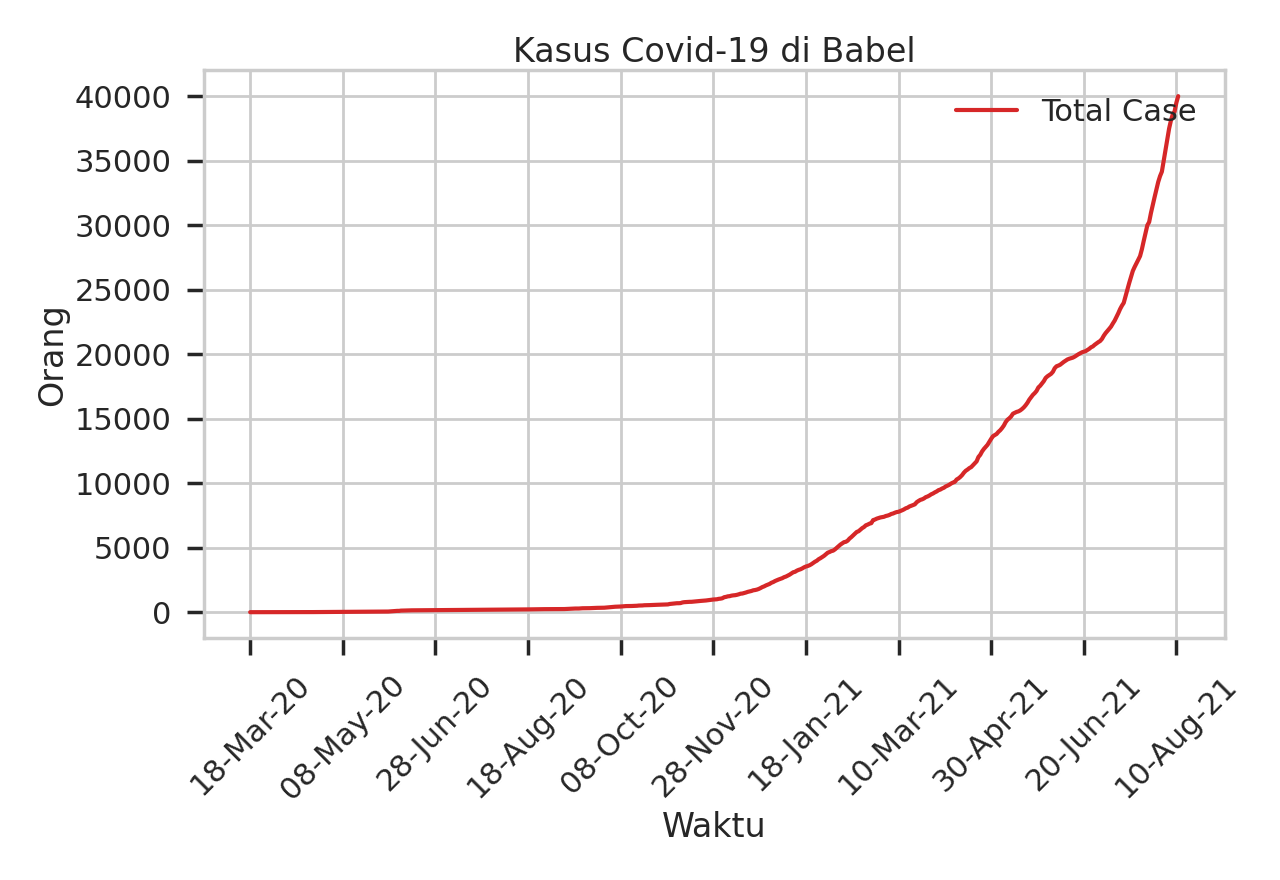 Kasus Covid-19 di Babel
Total Case
40000
35000
30000
25000
20000
15000
10000
5000
0
Orang
18-Mar-20
08-May-20
28-Jun-20
18-Aug-20
08-Oct-20
28-Nov-20
18-Jan-21
10-Mar-21
30-Apr-21
20-Jun-21
10-Aug-21
Waktu